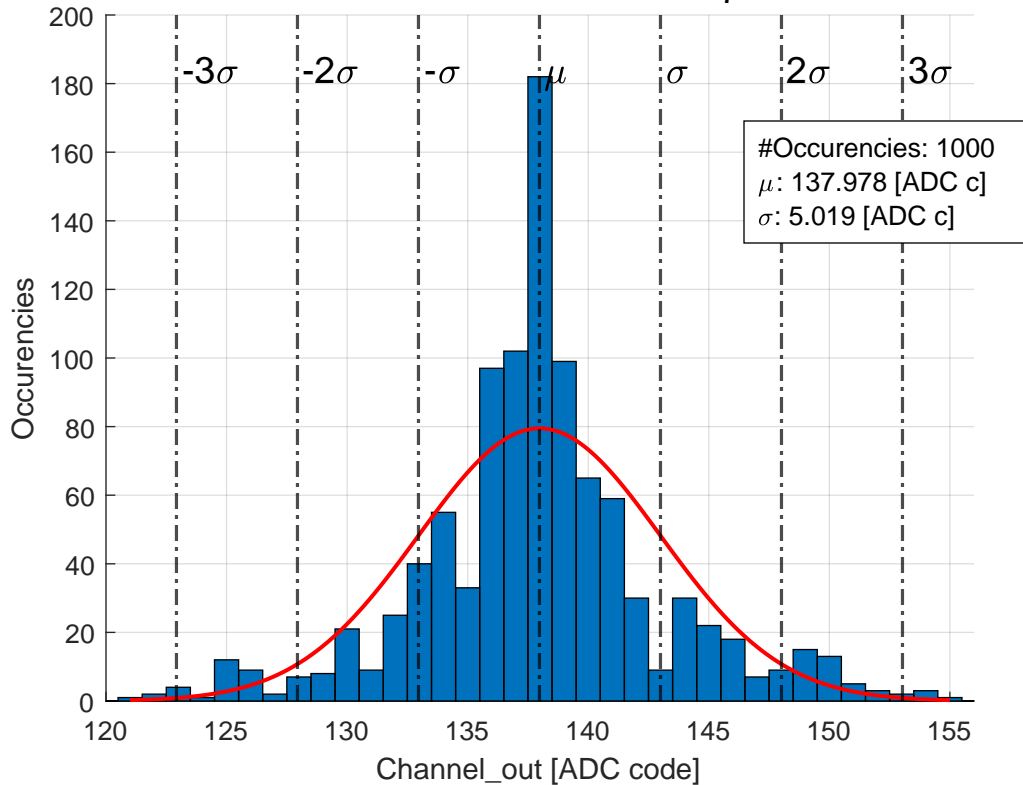 -3σ -2σ -σ μ σ 2σ 3σ
#Occurencies: 1000
μ: 137.978 [ADC c]
σ: 5.019 [ADC c]
200
180
160
140
120
100
80
60
40
20
0
Occurencies
120 125 130 135 140 145 150 155
Channel_out [ADC code]